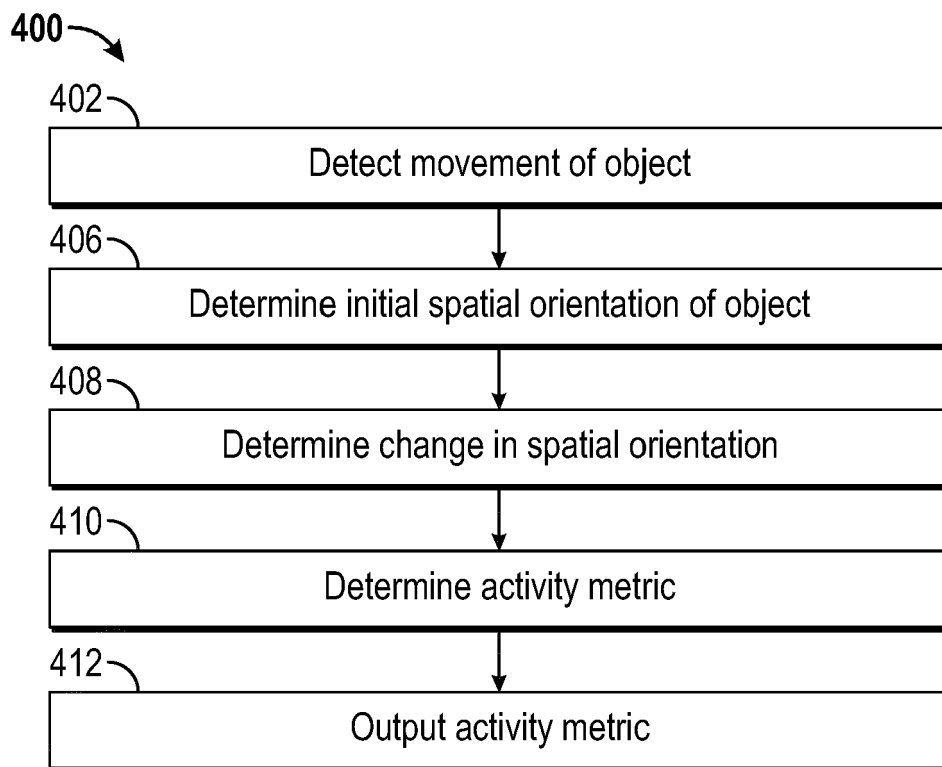 400
402
Detect movement of object
406
Determine initial spatial orientation of object
408
Determine change in spatial orientation
410
Determine activity metric
412
Output activity metric